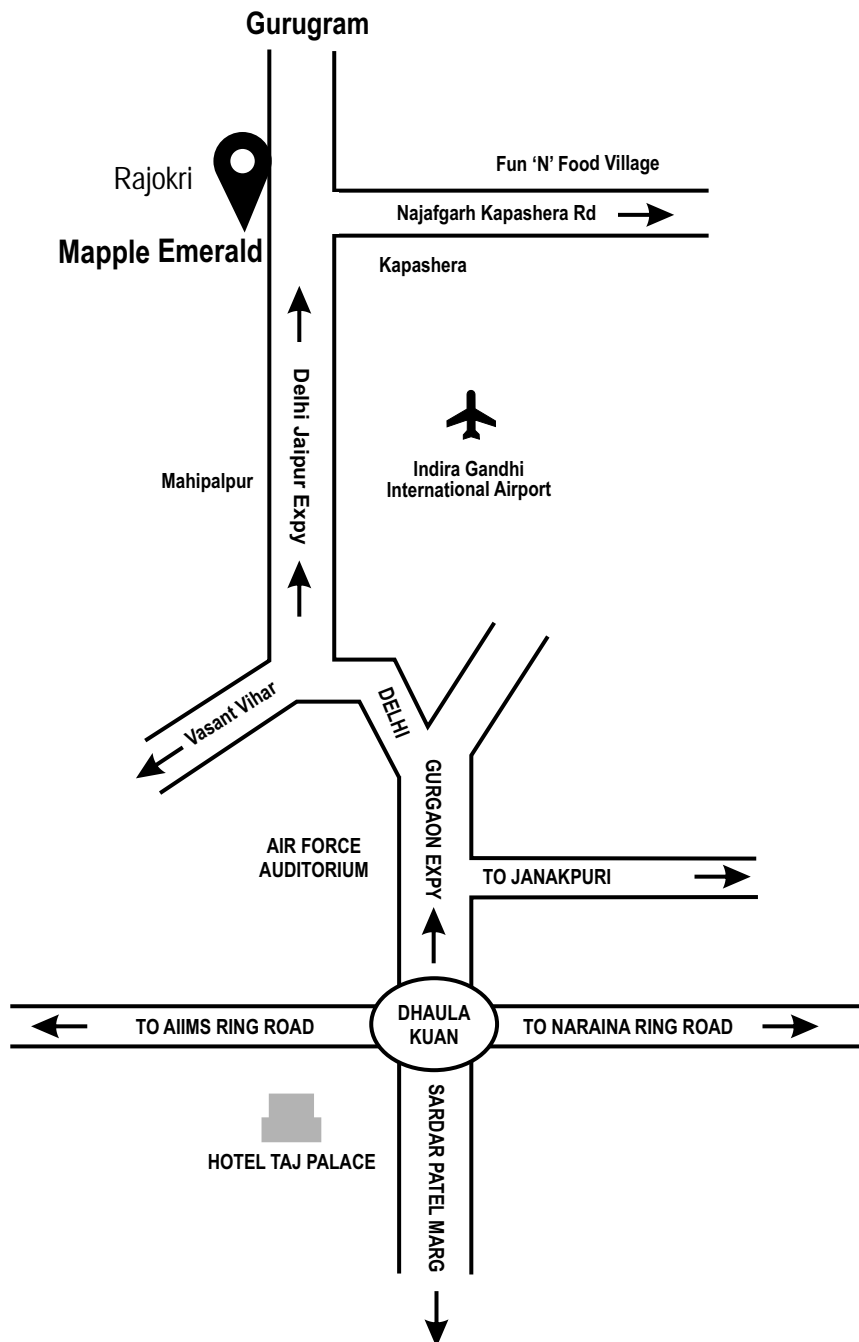 Gurugram
Fun ‘N’ Food Village
Rajokri
Najafgarh Kapashera Rd
Mapple Emerald
Kapashera
Delhi Jaipur Expy
Mahipalpur
Indira Gandhi
International Airport
Vasant Vihar
DELHI
GURGAON EXPY
AIR FORCE
AUDITORIUM
TO JANAKPURI
TO AIIMS RING ROAD
DHAULA
KUAN
TO NARAINA RING ROAD
SARDAR PATEL MARG
HOTEL TAJ PALACE